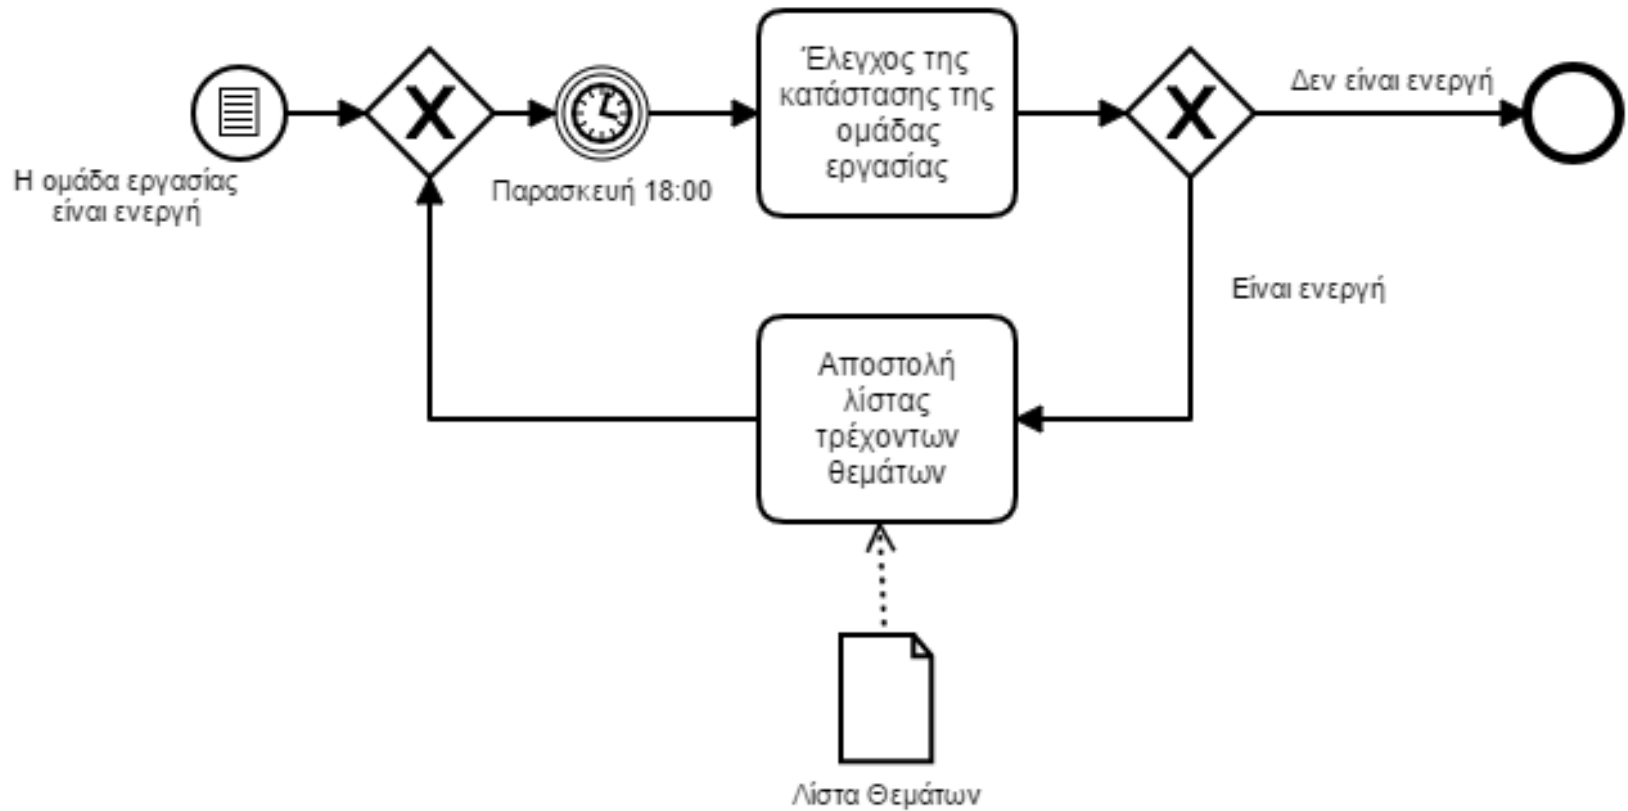 Η ομάδα εργασίας
είναι ενεργή
Παρασκευή 18:00
Έλεγχος της
κατάστασης της
ομάδας
εργασίας
Δεν είναι ενεργή
Είναι ενεργή
Αποστολή
λίστας
τρέχοντων
θεμάτων
Λίστα Θεμάτων